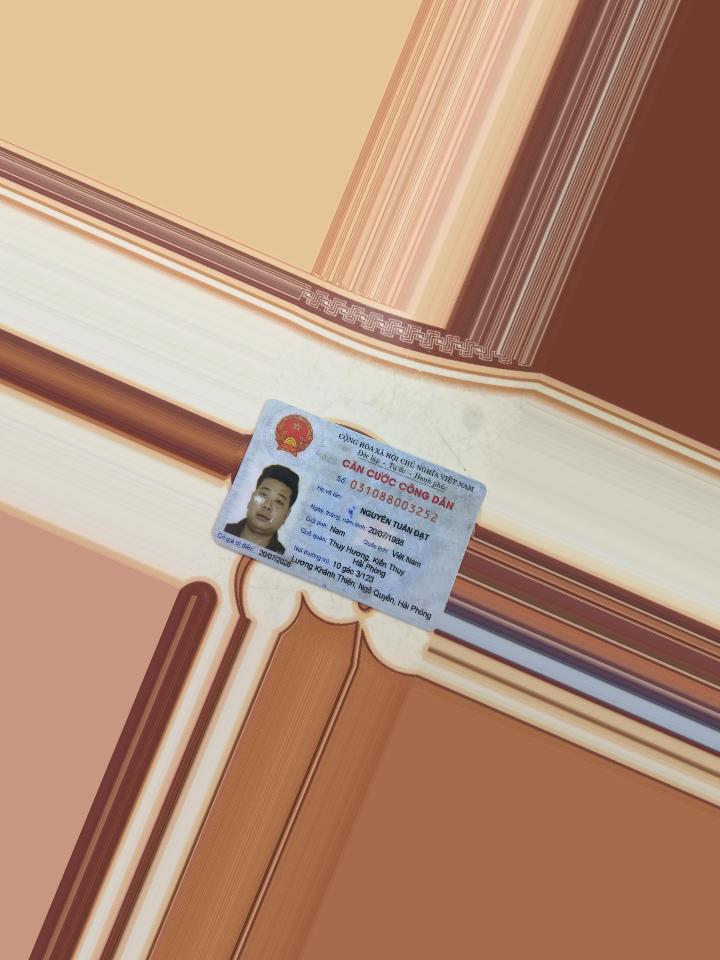 CỘNG HÒA XÃ HỘI CHỦ NGHĨA VIỆT NAM
Độc lập - Tự do - Hạnh phúc
CĂN CƯỚC CÔNG DÂN
Số: 031088003252
Họ và tên:
NGUYỄN TUẤN ĐẠT
Ngày, tháng, năm sinh: 20/07/1988
Giới tính: Nam Quốc tịch: Việt Nam
Quê quán: Thuy Hương, Kiến Thuy
Hải Phòng
Nơi thường trú: 10 gác 3/123
Lương Khánh Thiện, Ngô Quyền, Hải Phòng
Có giá trị đến: 20/07/2028